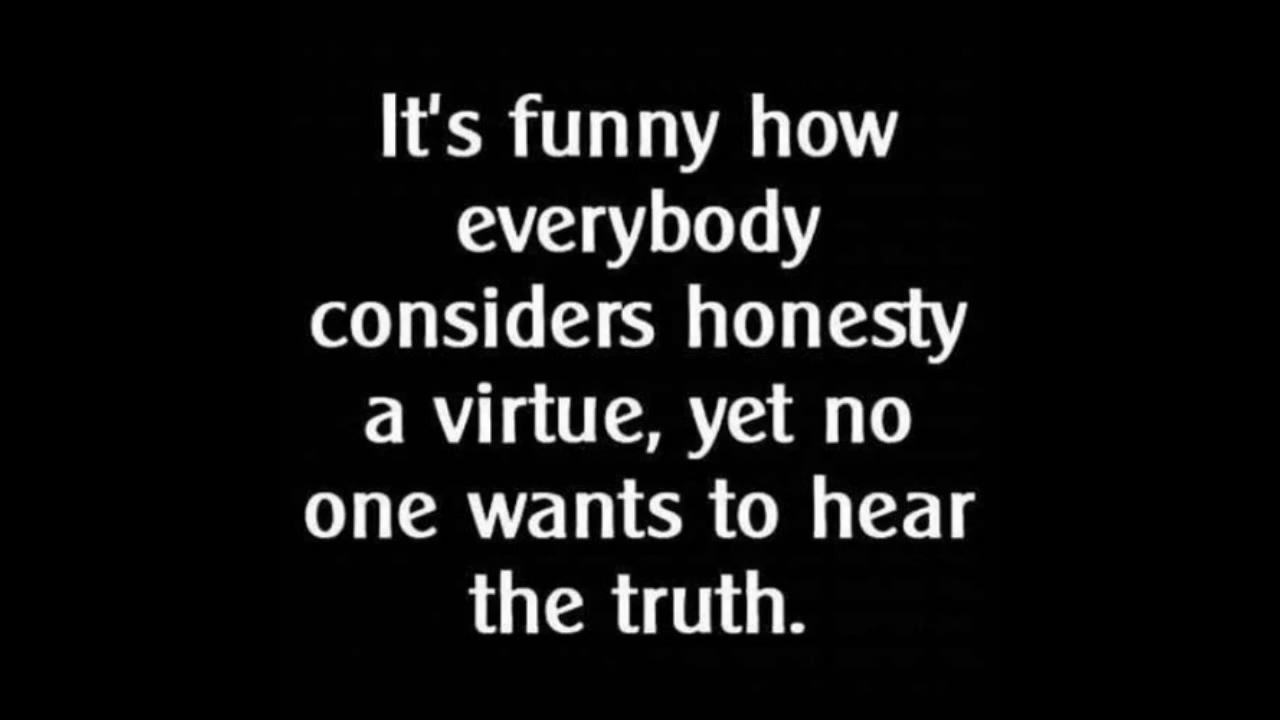 It's funny how
everybody
considers honesty
a virtue, yet no
one wants to hear
the truth.